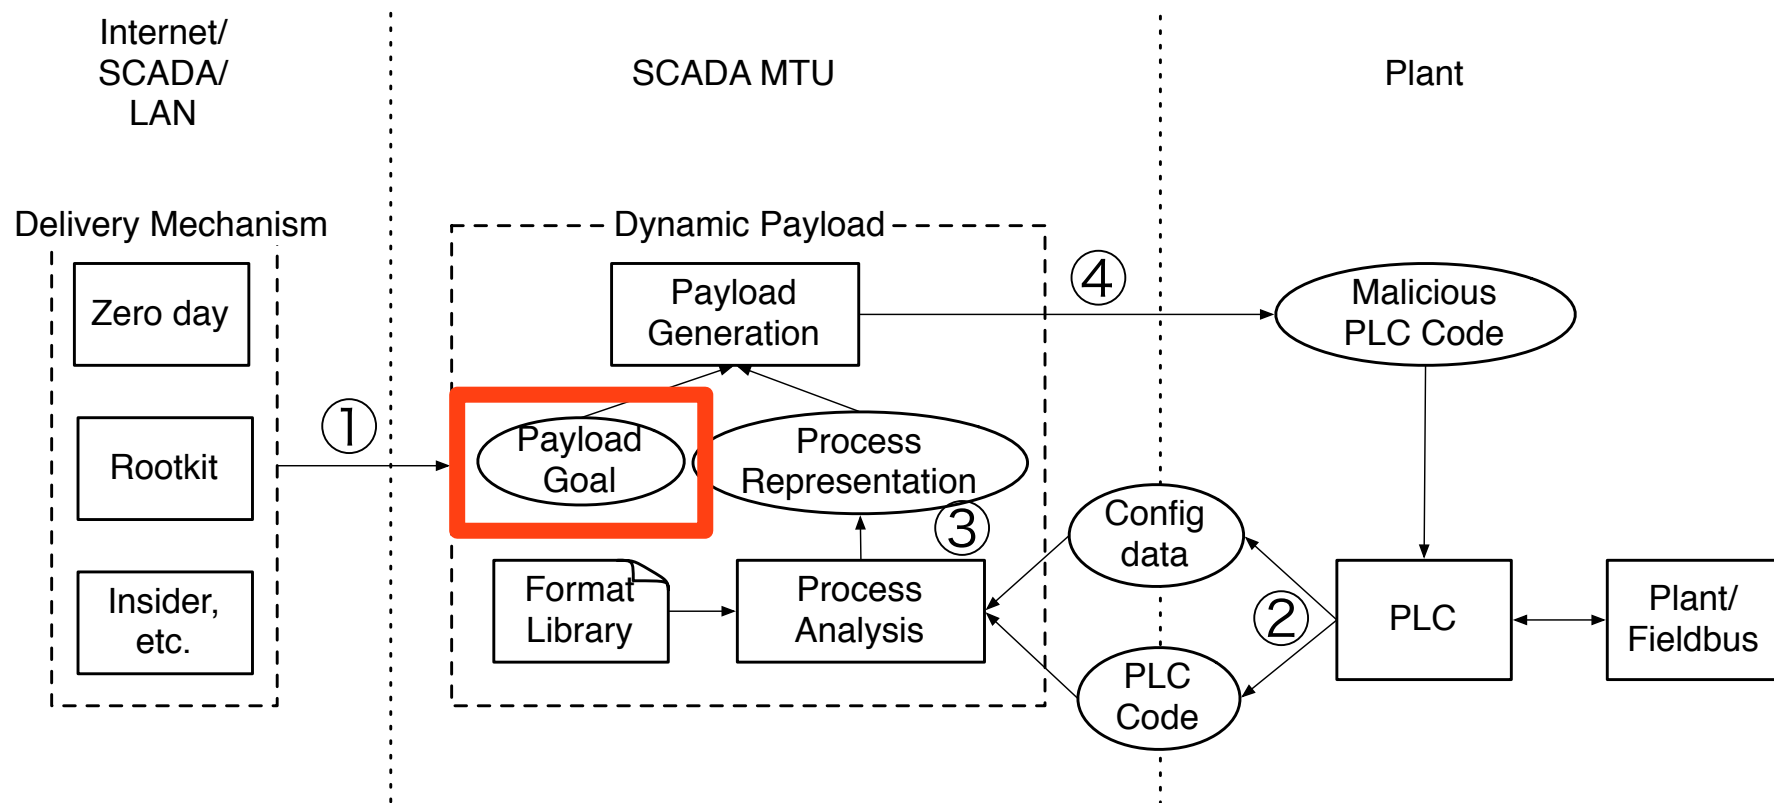 Internet/
SCADA/
LAN
SCADA MTU
Plant
Delivery Mechanism
Zero day
Rootkit
Insider,
etc.
①
Dynamic Payload
Payload
Generation
④
Malicious
PLC Code
Payload
Goal
Process
Representation
③
Format
Library
Process
Analysis
Config
data
②
PLC
Code
PLC
Plant/
Fieldbus